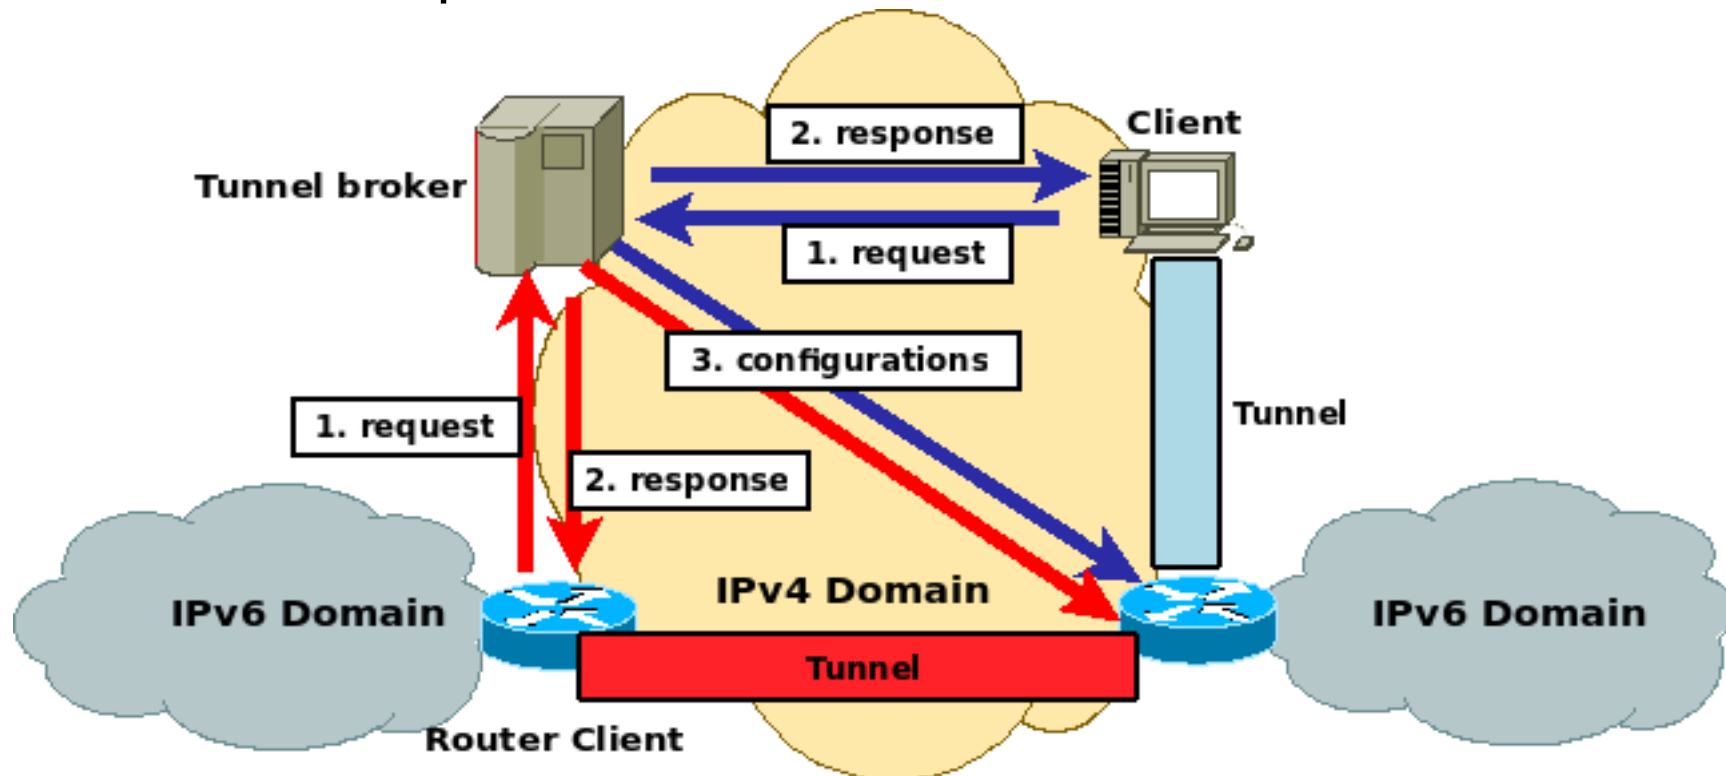 2. response
Client
Tunnel broker
1. request
3. configurations
1. request
Tunnel
2. response
IPv4 Domain
IPv6 Domain
IPv6 Domain
Tunnel
Router Client